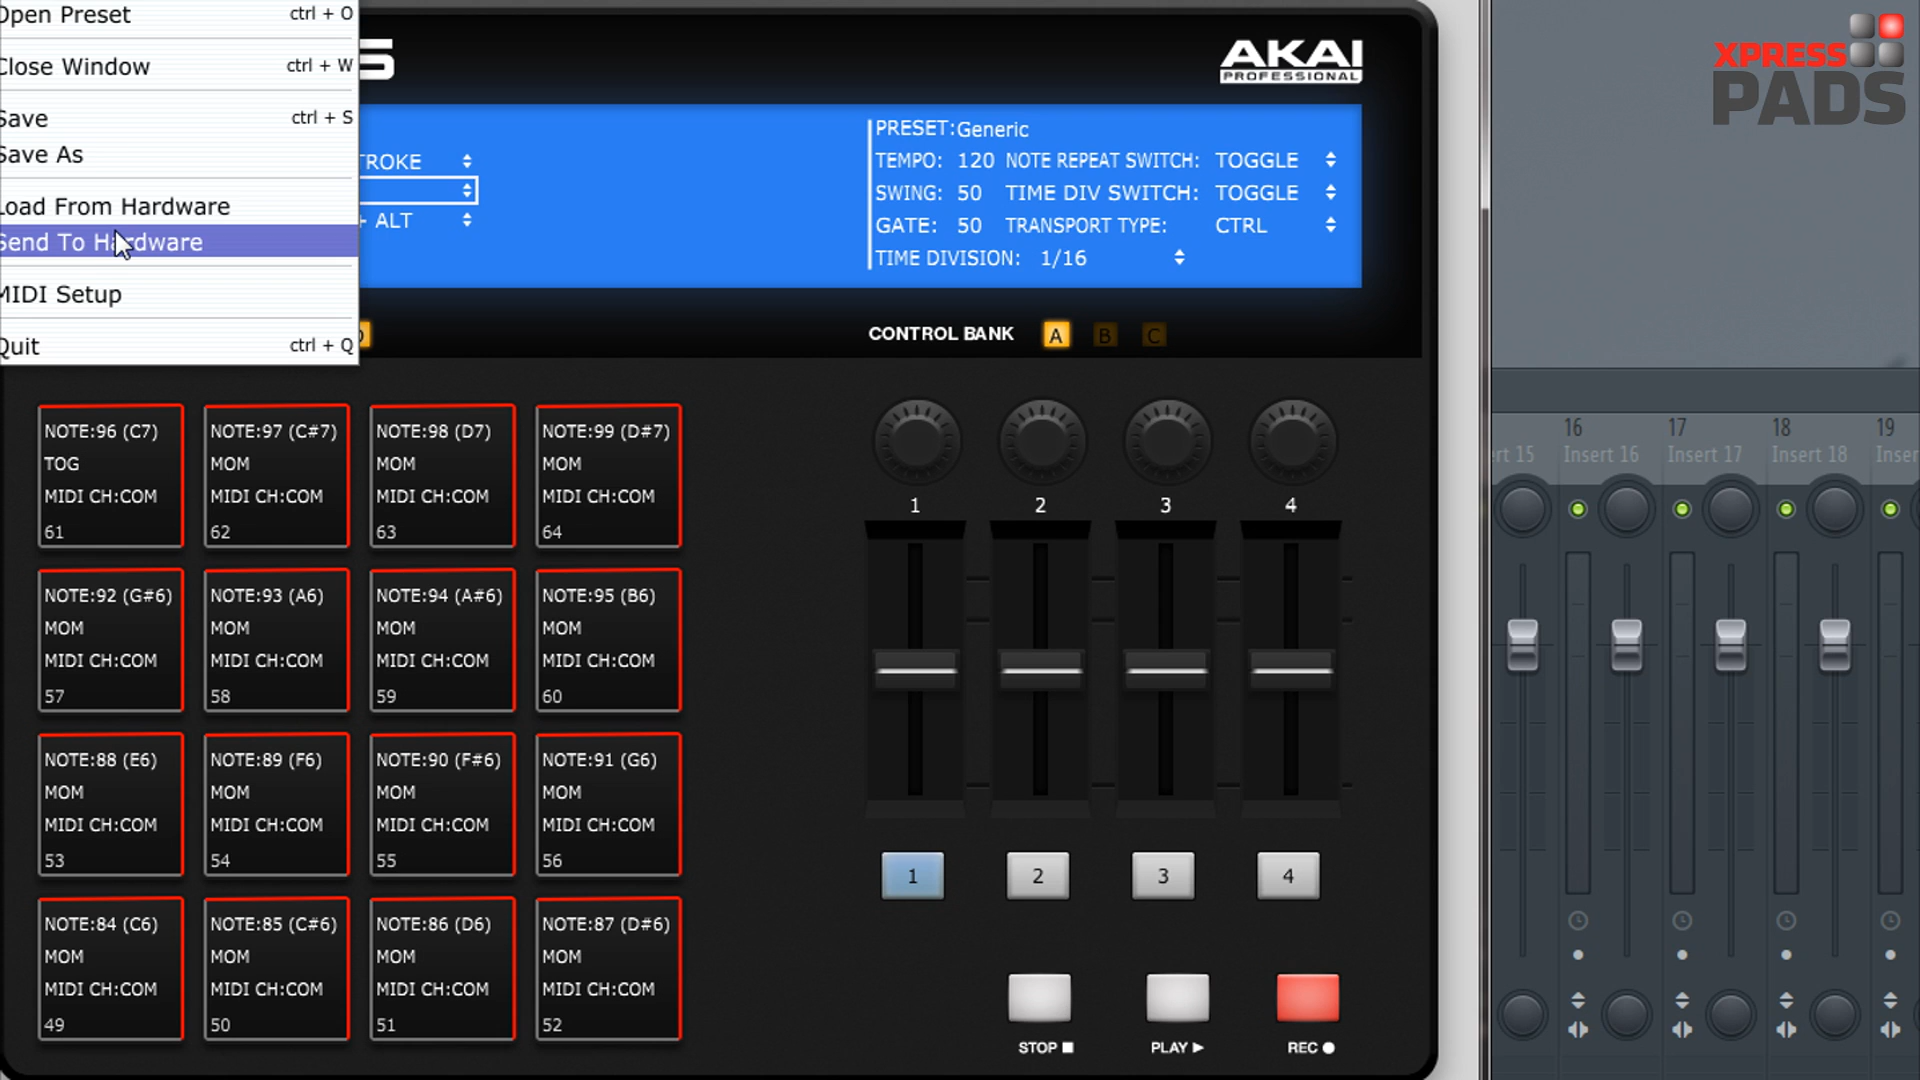 Open Preset ctrl + O
Close Window ctrl + W
Save ctrl + S
Save As
Load From Hardware
Send To Hardware
MIDI Setup
Quit ctrl + Q
AKAI
PROFESSIONAL
XPRESS
PADS
TROKE
+ ALT
PRESET: Generic
TEMPO: 120 NOTE REPEAT SWITCH: TOGGLE
SWING: 50 TIME DIV SWITCH: TOGGLE
GATE: 50 TRANSPORT TYPE: CTRL
TIME DIVISION: 1/16
CONTROL BANK A B C
NOTE:96 (C7)
TOG
MIDI CH:COM
61
NOTE:97 (C#7)
MOM
MIDI CH:COM
62
NOTE:98 (D7)
MOM
MIDI CH:COM
63
NOTE:99 (D#7)
MOM
MIDI CH:COM
64
NOTE:92 (G#6)
MOM
MIDI CH:COM
57
NOTE:93 (A6)
MOM
MIDI CH:COM
58
NOTE:94 (A#6)
MOM
MIDI CH:COM
59
NOTE:95 (B6)
MOM
MIDI CH:COM
60
NOTE:88 (E6)
MOM
MIDI CH:COM
53
NOTE:89 (F6)
MOM
MIDI CH:COM
54
NOTE:90 (F#6)
MOM
MIDI CH:COM
55
NOTE:91 (G6)
MOM
MIDI CH:COM
56
NOTE:84 (C6)
MOM
MIDI CH:COM
49
NOTE:85 (C#6)
MOM
MIDI CH:COM
50
NOTE:86 (D6)
MOM
MIDI CH:COM
51
NOTE:87 (D#6)
MOM
MIDI CH:COM
52
1 2 3 4
1 2 3 4
STOP PLAY REC
16 17 18 19
rt 15 Insert 16 Insert 17 Insert 18 Inser